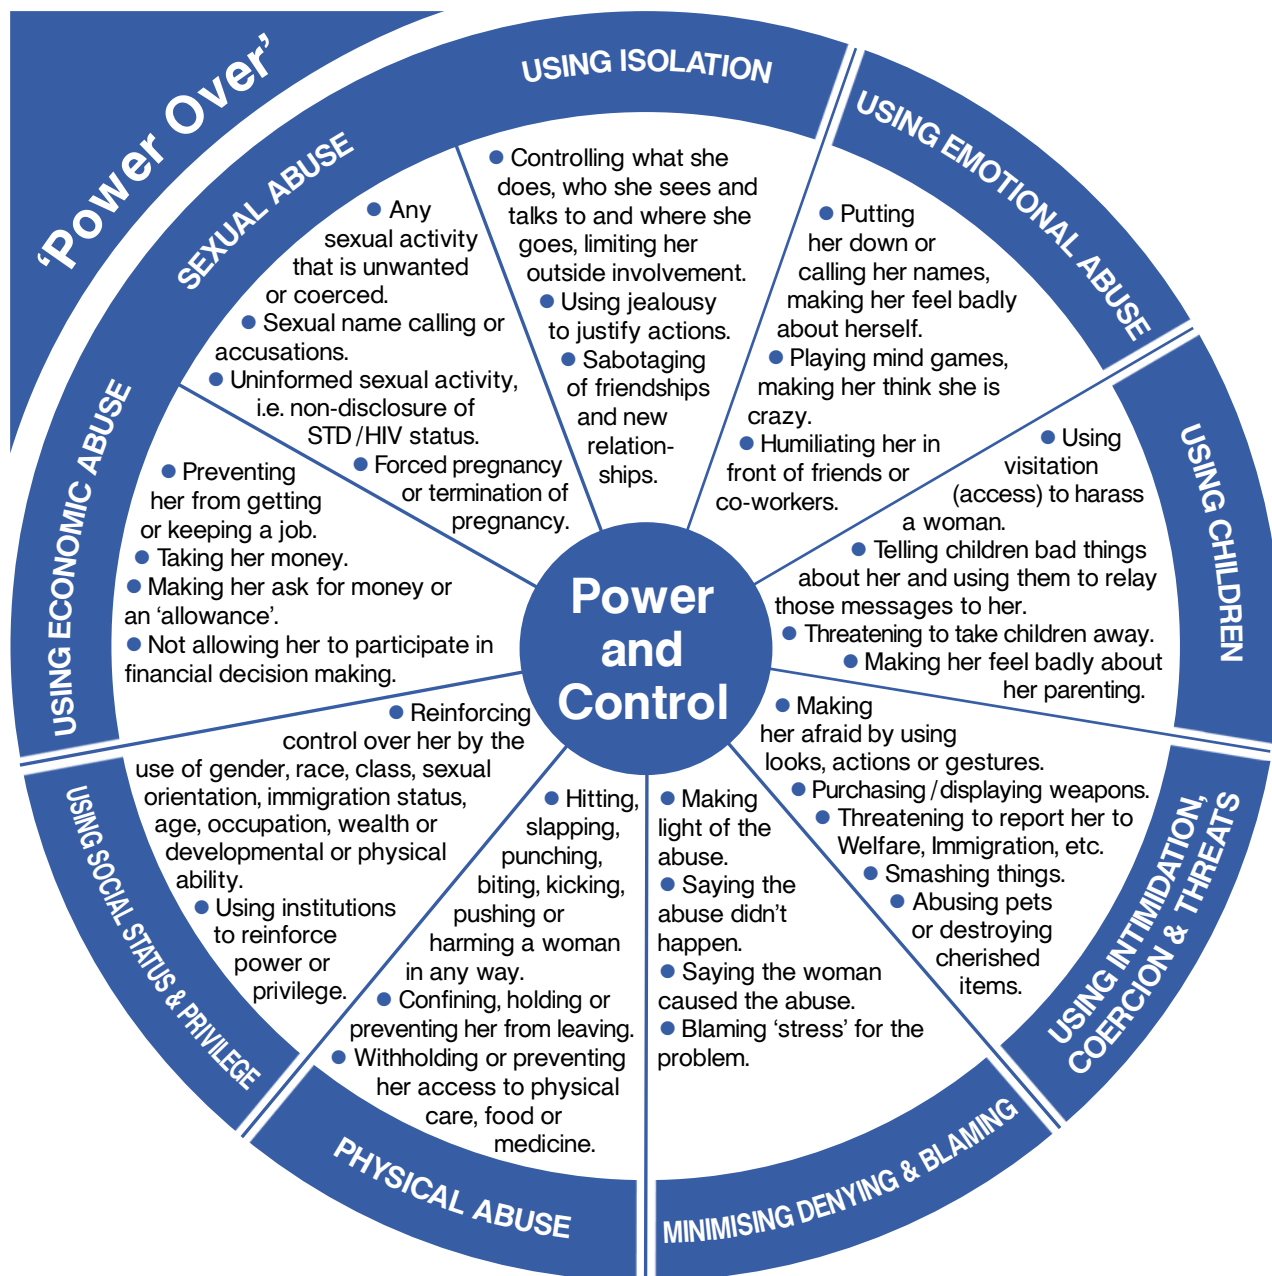 ‘Power Over’
USING ISOLATION
● Controlling what she
does, who she sees and
talks to and where she
goes, limiting her
outside involvement.
● Using jealousy
to justify actions.
● Sabotaging
of friendships
and new
relation-
ships.
USING EMOTIONAL ABUSE
● Putting
her down or
calling her names,
making her feel badly
about herself.
● Playing mind games,
making her think she is
crazy.
● Humiliating her in
front of friends or
co-workers.
USING CHILDREN
● Using
visitation
(access) to harass
a woman.
● Telling children bad things
about her and using them to relay
those messages to her.
● Threatening to take children away.
● Making her feel badly about
her parenting.
USING INTIMIDATION,
COERCION & THREATS
● Making
her afraid by using
looks, actions or gestures.
● Purchasing/displaying weapons.
● Threatening to report her to
Welfare, Immigration, etc.
● Smashing things.
● Abusing pets
or destroying
cherished
items.
MINIMISING DENYING & BLAMING
● Making
light of the
abuse.
● Saying the
abuse didn’t
happen.
● Saying the woman
caused the abuse.
● Blaming ‘stress’ for the
problem.
PHYSICAL ABUSE
● Hitting,
slapping,
punching,
biting, kicking,
pushing or
harming a woman
in any way.
● Confining, holding or
preventing her from leaving.
● Withholding or preventing
her access to physical
care, food or
medicine.
USING SOCIAL STATUS & PRIVILEGE
● Reinforcing
control over her by the
use of gender, race, class, sexual
orientation, immigration status,
age, occupation, wealth or
developmental or physical
ability.
● Using institutions
to reinforce
power or
privilege.
USING ECONOMIC ABUSE
● Preventing
her from getting
or keeping a job.
● Taking her money.
● Making her ask for money or
an ‘allowance’.
● Not allowing her to participate in
financial decision making.
SEXUAL ABUSE
● Any
sexual activity
that is unwanted
or coerced.
● Sexual name calling or
accusations.
● Uninformed sexual activity,
i.e. non-disclosure of
STD/HIV status.
● Forced pregnancy
or termination of
pregnancy.
Power
and
Control